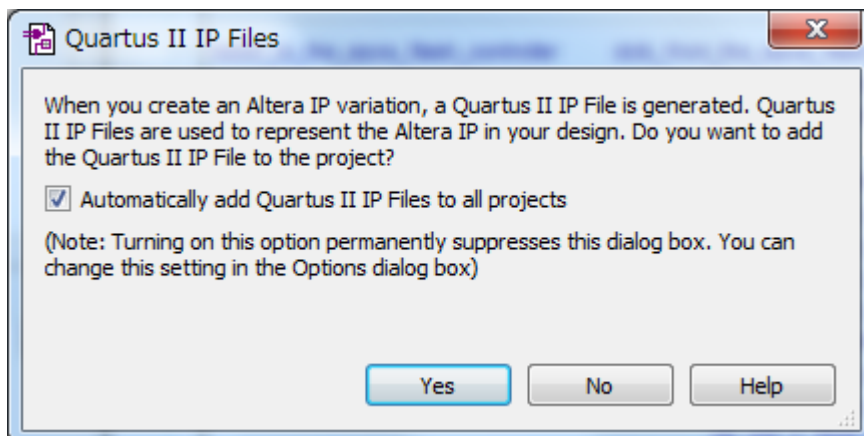 Quartus II IP Files
When you create an Altera IP variation, a Quartus II IP File is generated. Quartus
II IP Files are used to represent the Altera IP in your design. Do you want to add
the Quartus II IP File to the project?
Automatically add Quartus II IP Files to all projects
(Note: Turning on this option permanently suppresses this dialog box. You can
change this setting in the Options dialog box)
Yes No Help